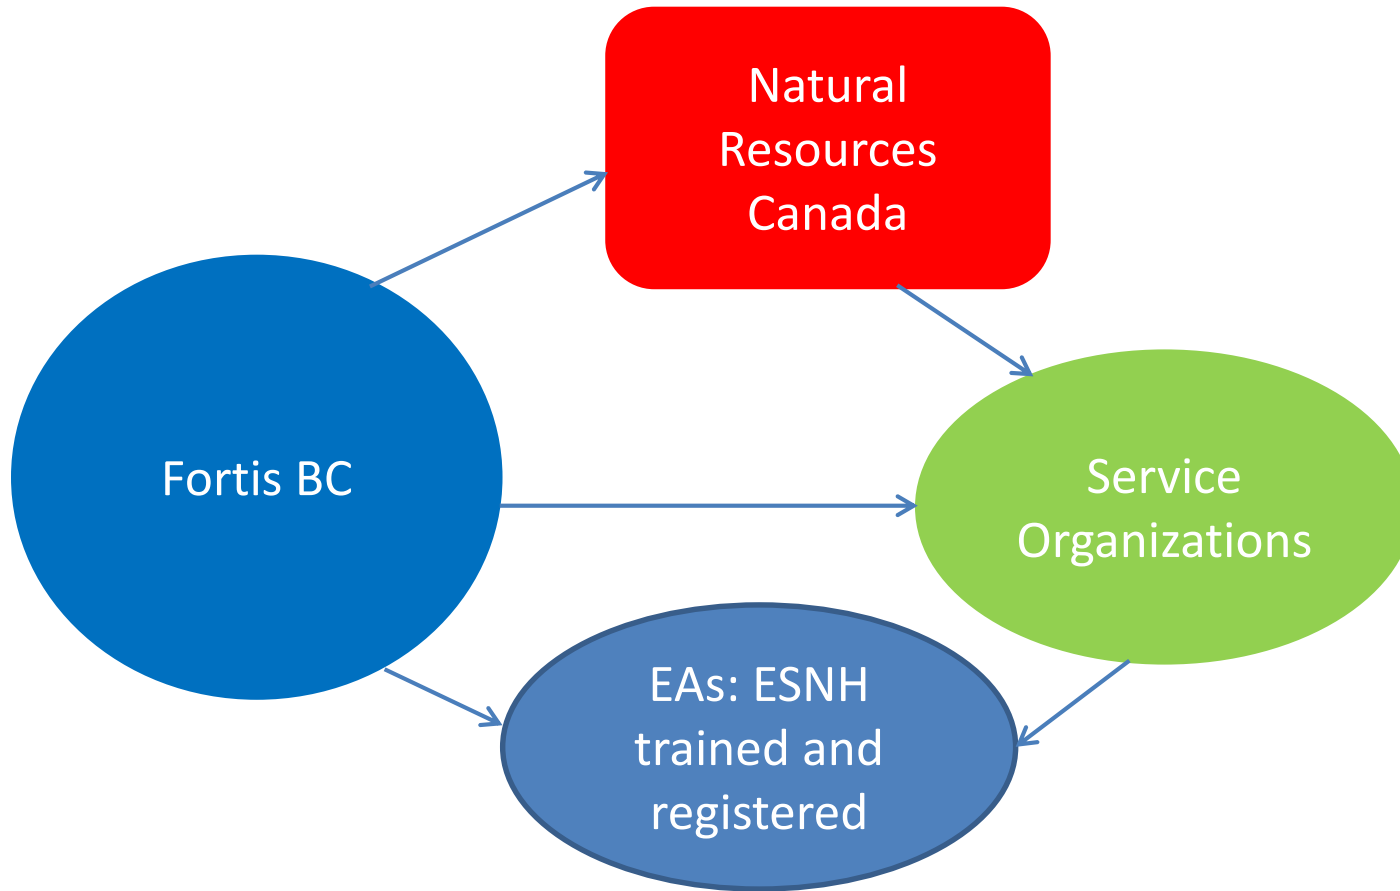 Natural
Resources
Canada
Fortis BC
Service
Organizations
EAs: ESNH
trained and
registered